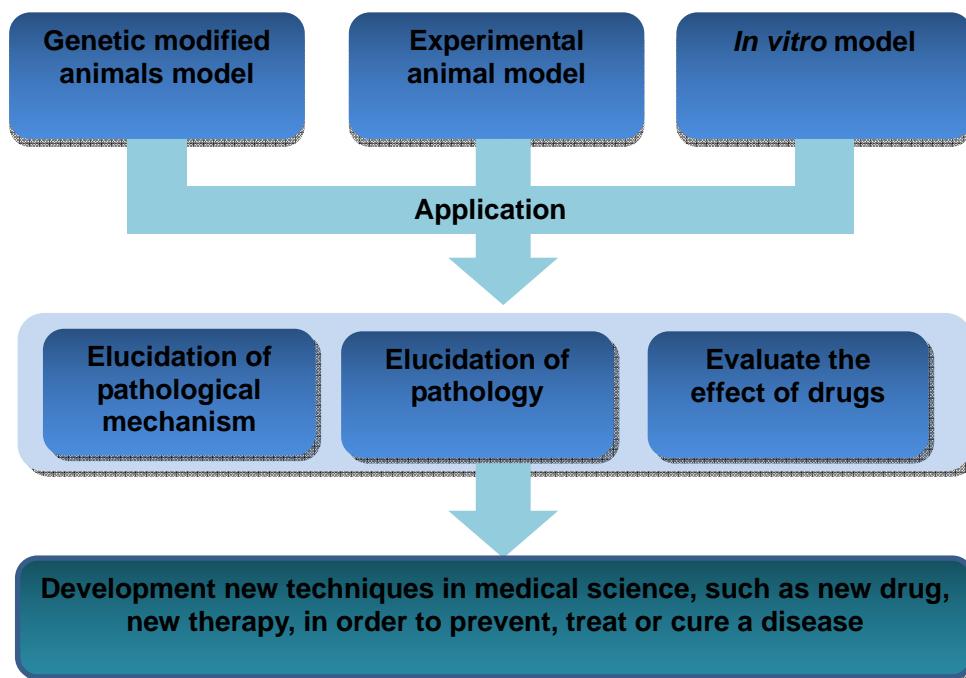 Genetic modified
animals model
Experimental
animal model
In vitro model
Application
Elucidation of
pathological
mechanism
Elucidation of
pathology
Evaluate the
effect of drugs
Development new techniques in medical science, such as new drug,
new therapy, in order to prevent, treat or cure a disease